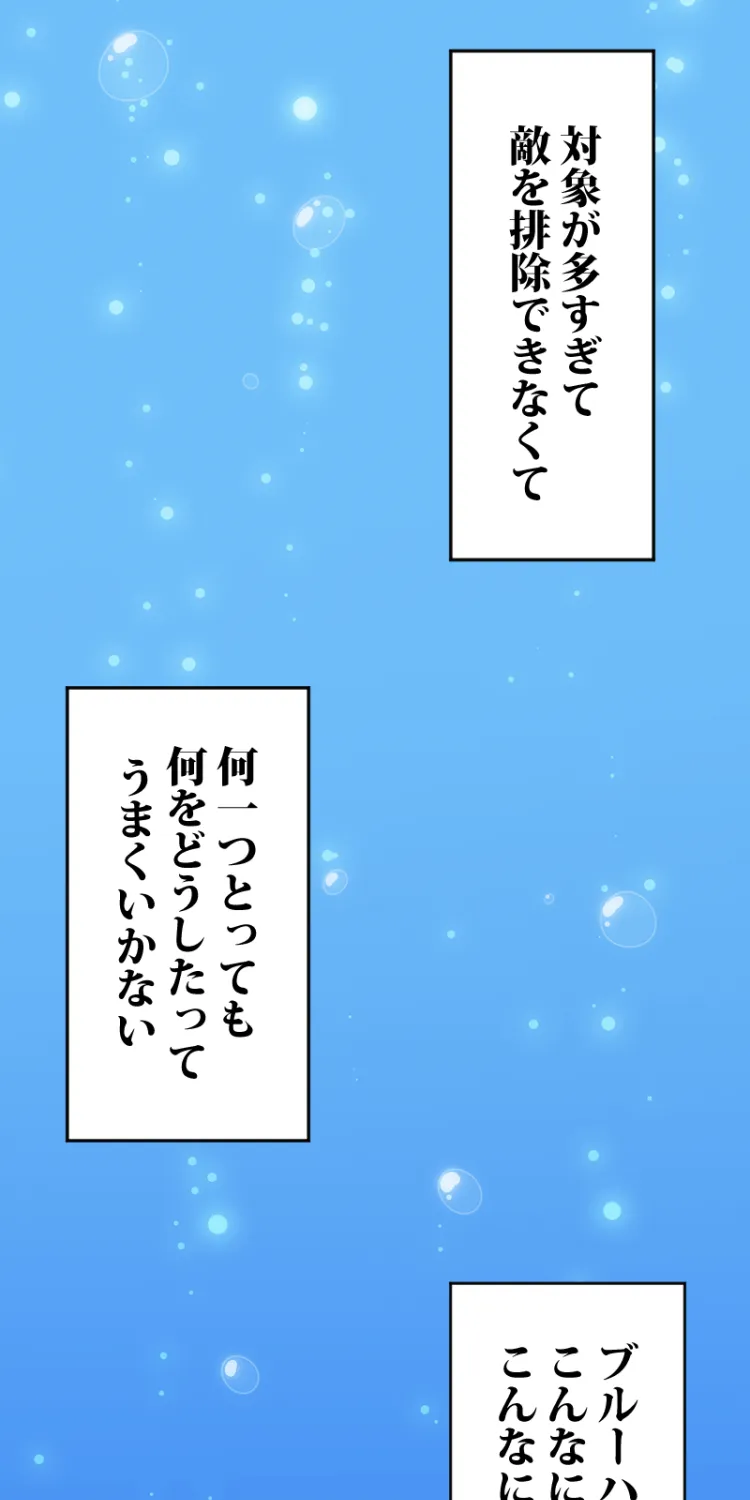 対象が多すぎて
敵を排除できなくて
何一つとっても
何をどうしたって
うまくいかない
ブルーハ
こんなに
こんなに